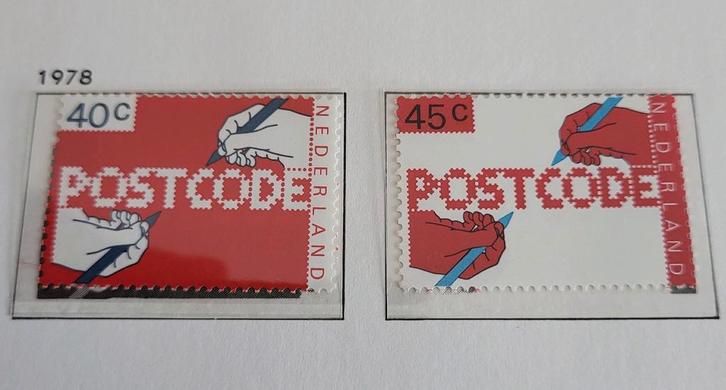 1978
40c
NEDERLAND
POSTCODE
45c
NEDERLAND
POSTCODE